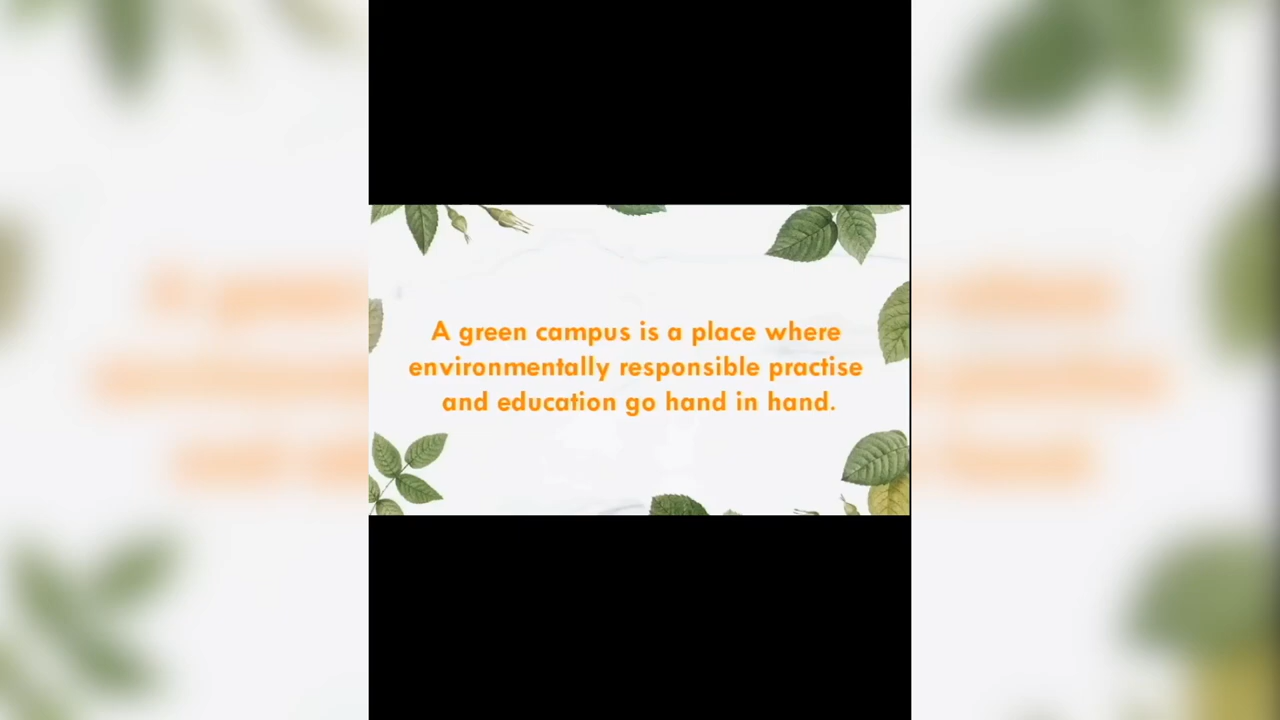 A green campus is a place where
environmentally responsible practise
and education go hand in hand.